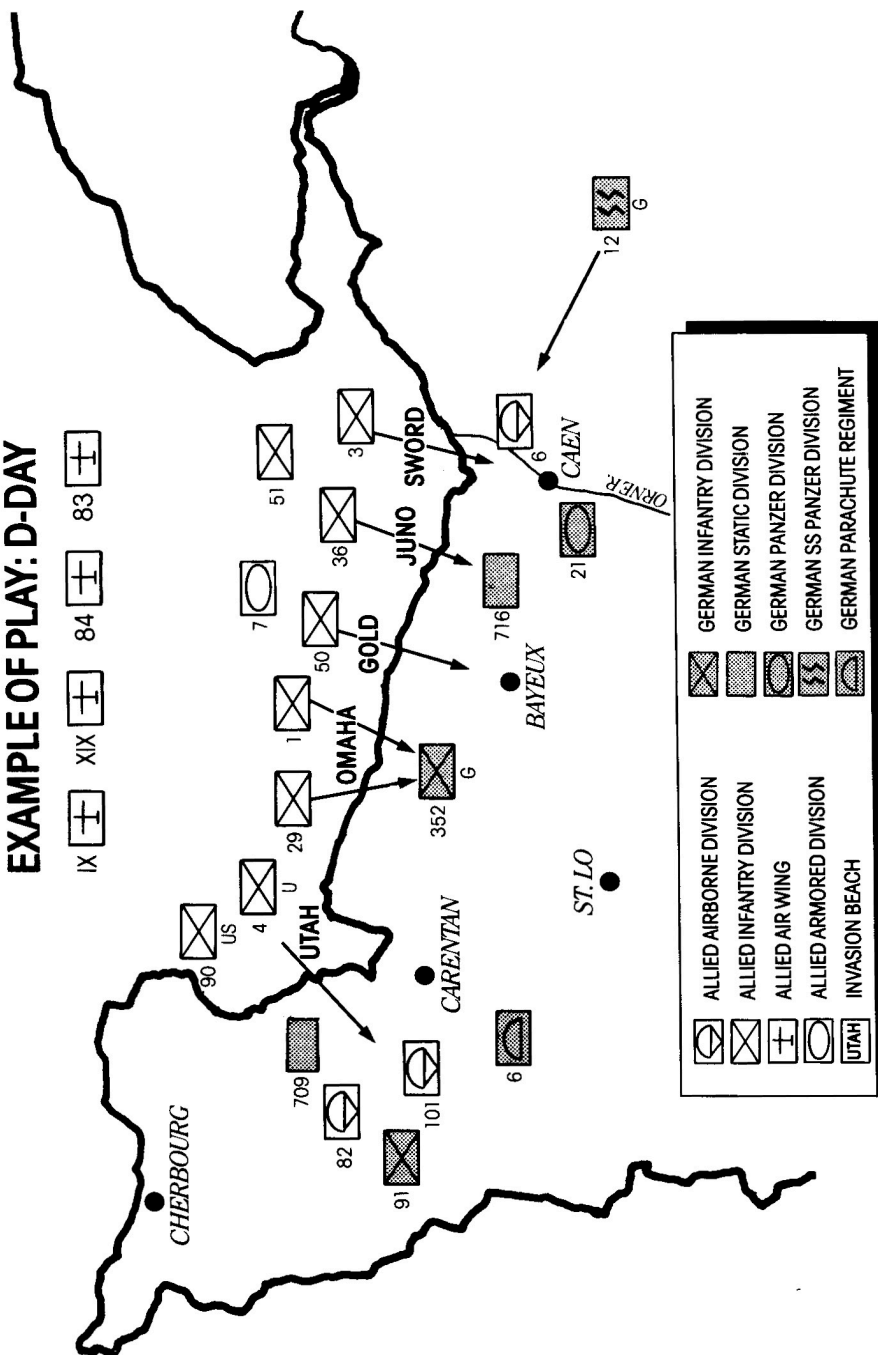 EXAMPLE OF PLAY: D-DAY
IX
XIX
84
83
90
US
4
U
29
1
50
7
36
51
3
UTAH
OMAHA
GOLD
JUNO
SWORD
CHERBOURG
709
82
101
91
6
CARENTAN
352
G
ST. LO
BAYEUX
716
21
CAEN
6
ORNE R.
12
G
ALLIED AIRBORNE DIVISION
ALLIED INFANTRY DIVISION
ALLIED AIR WING
ALLIED ARMORED DIVISION
UTAH INVASION BEACH
GERMAN INFANTRY DIVISION
GERMAN STATIC DIVISION
GERMAN PANZER DIVISION
GERMAN SS PANZER DIVISION
GERMAN PARACHUTE REGIMENT